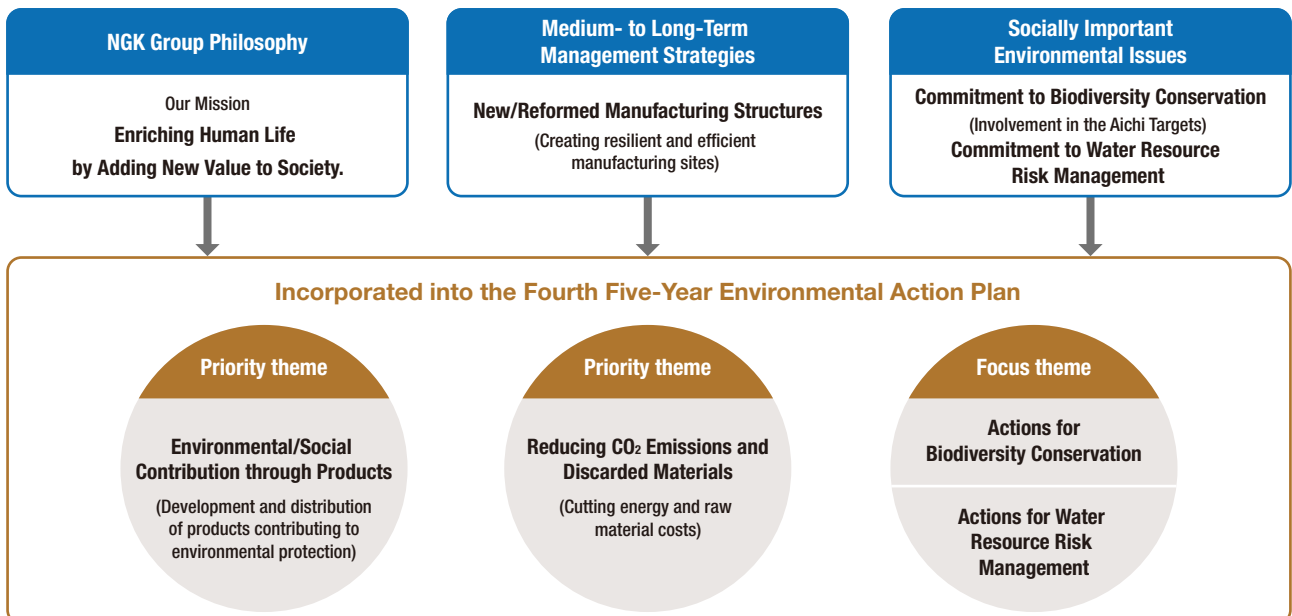 NGK Group Philosophy
Our Mission
Enriching Human Life
by Adding New Value to Society.
Medium- to Long-Term
Management Strategies
New/Reformed Manufacturing Structures
(Creating resilient and efficient
manufacturing sites)
Socially Important
Environmental Issues
Commitment to Biodiversity Conservation
(Involvement in the Aichi Targets)
Commitment to Water Resource
Risk Management
Incorporated into the Fourth Five-Year Environmental Action Plan
Priority theme
Environmental/Social
Contribution through Products
(Development and distribution
of products contributing to
environmental protection)
Priority theme
Reducing CO₂ Emissions and
Discarded Materials
(Cutting energy and raw
material costs)
Focus theme
Actions for
Biodiversity Conservation
Actions for Water
Resource Risk
Management